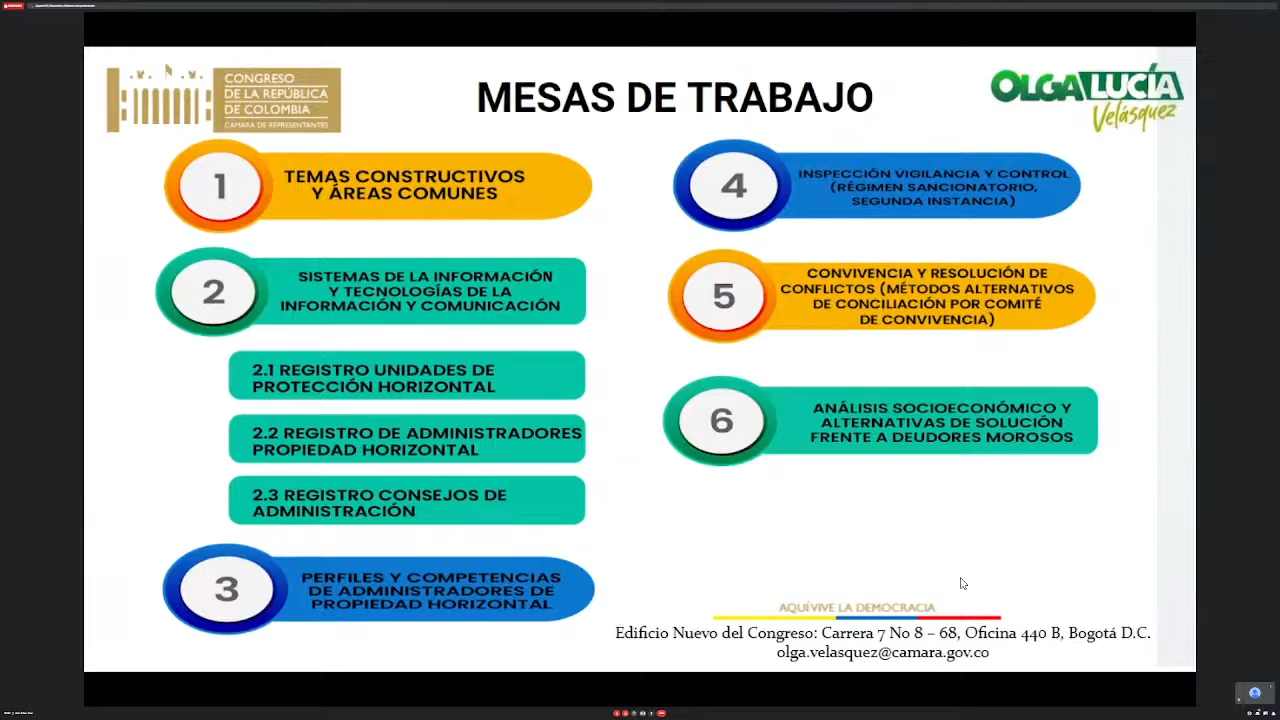 CONGRESO
DE LA REPÚBLICA
DE COLOMBIA
CÁMARA DE REPRESENTANTES
MESAS DE TRABAJO
OLGA LUCÍA
Velásquez
1
TEMAS CONSTRUCTIVOS
Y ÁREAS COMUNES
2
SISTEMAS DE LA INFORMACIÓN
Y TECNOLOGÍAS DE LA
INFORMACIÓN Y COMUNICACIÓN
2.1 REGISTRO UNIDADES DE
PROTECCIÓN HORIZONTAL
2.2 REGISTRO DE ADMINISTRADORES
PROPIEDAD HORIZONTAL
2.3 REGISTRO CONSEJOS DE
ADMINISTRACIÓN
3
PERFILES Y COMPETENCIAS
DE ADMINISTRADORES DE
PROPIEDAD HORIZONTAL
4
INSPECCIÓN VIGILANCIA Y CONTROL
(RÉGIMEN SANCIONATORIO,
SEGUNDA INSTANCIA)
5
CONVIVENCIA Y RESOLUCIÓN DE
CONFLICTOS (MÉTODOS ALTERNATIVOS
DE CONCILIACIÓN POR COMITÉ
DE CONVIVENCIA)
6
ANÁLISIS SOCIOECONÓMICO Y
ALTERNATIVAS DE SOLUCIÓN
FRENTE A DEUDORES MOROSOS
AQUÍ VIVE LA DEMOCRACIA
Edificio Nuevo del Congreso: Carrera 7 No 8 – 68, Oficina 440 B, Bogotá D.C.
olga.velasquez@camara.gov.co